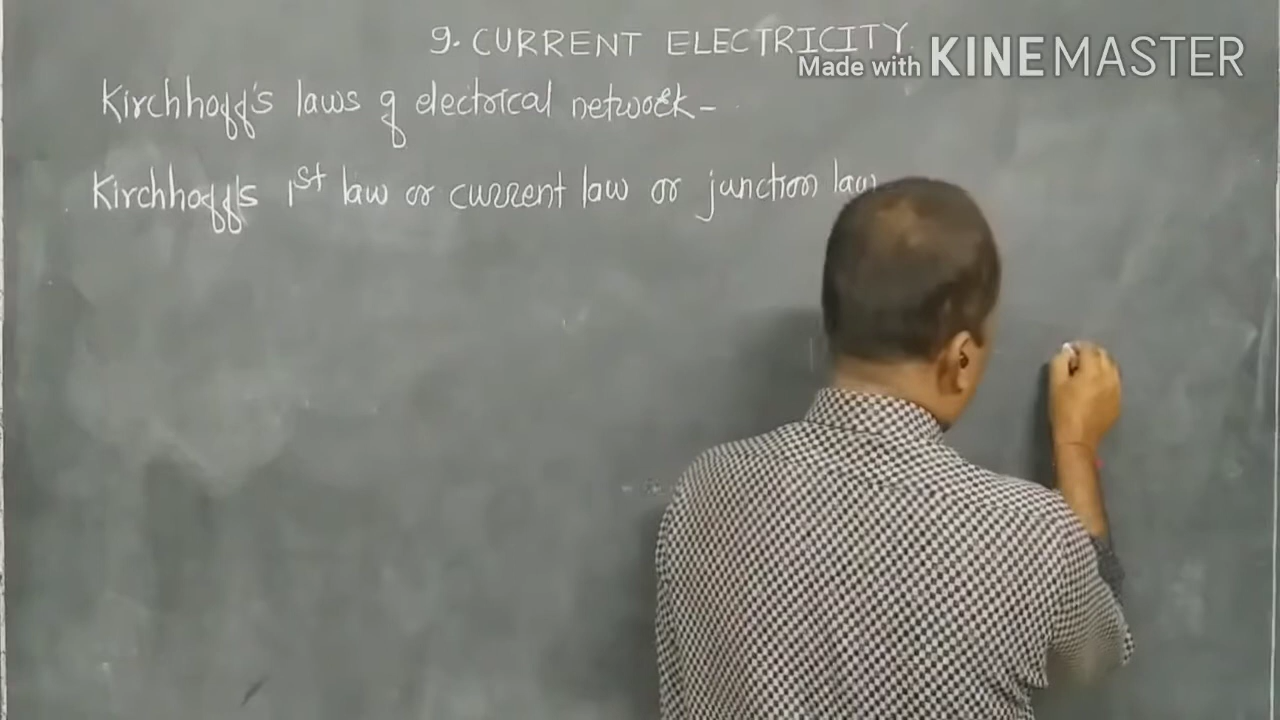 9. CURRENT ELECTRICITY
Made with KINEMASTER
Kirchhoff's laws of electrical network -
Kirchhoff's 1st law or current law or junction law